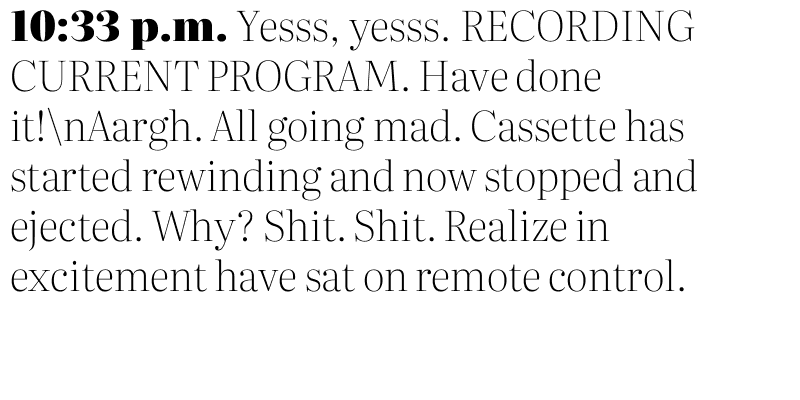 10:33 p.m. Yesss, yesss. RECORDING
CURRENT PROGRAM. Have done
it!\nAargh. All going mad. Cassette has
started rewinding and now stopped and
ejected. Why? Shit. Shit. Realize in
excitement have sat on remote control.